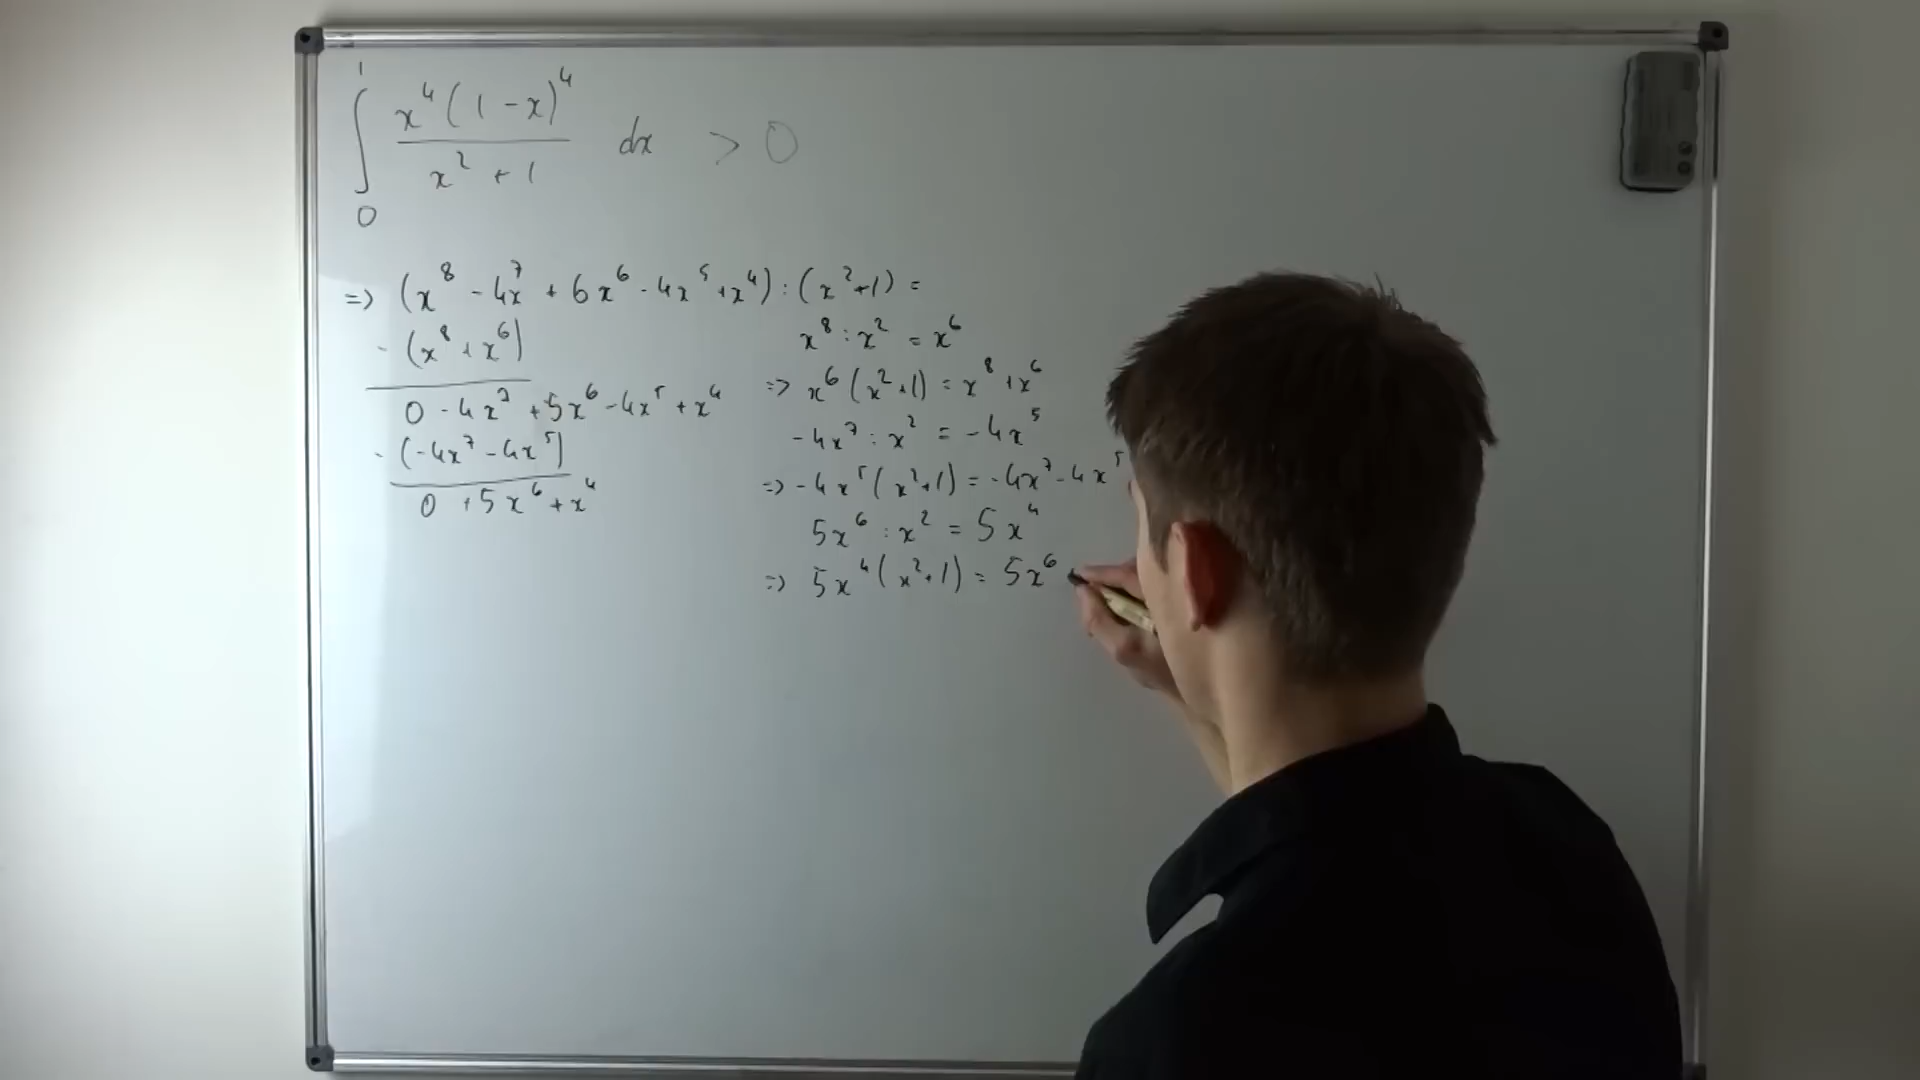 ∫₀¹ x⁴(1-x)⁴ / x²+1 dx > 0
=> (x⁸ - 4x⁷ + 6x⁶ - 4x⁵ + x⁴) : (x²+1) =
- (x⁸ + x⁶)
0 - 4x⁷ + 5x⁶ - 4x⁵ + x⁴
- (-4x⁷ - 4x⁵)
0 + 5x⁶ + x⁴
x⁸ : x² = x⁶
=> x⁶(x²+1) = x⁸ + x⁶
-4x⁷ : x² = -4x⁵
=> -4x⁵(x²+1) = -4x⁷ - 4x⁵
5x⁶ : x² = 5x⁴
=> 5x⁴(x²+1) = 5x⁶